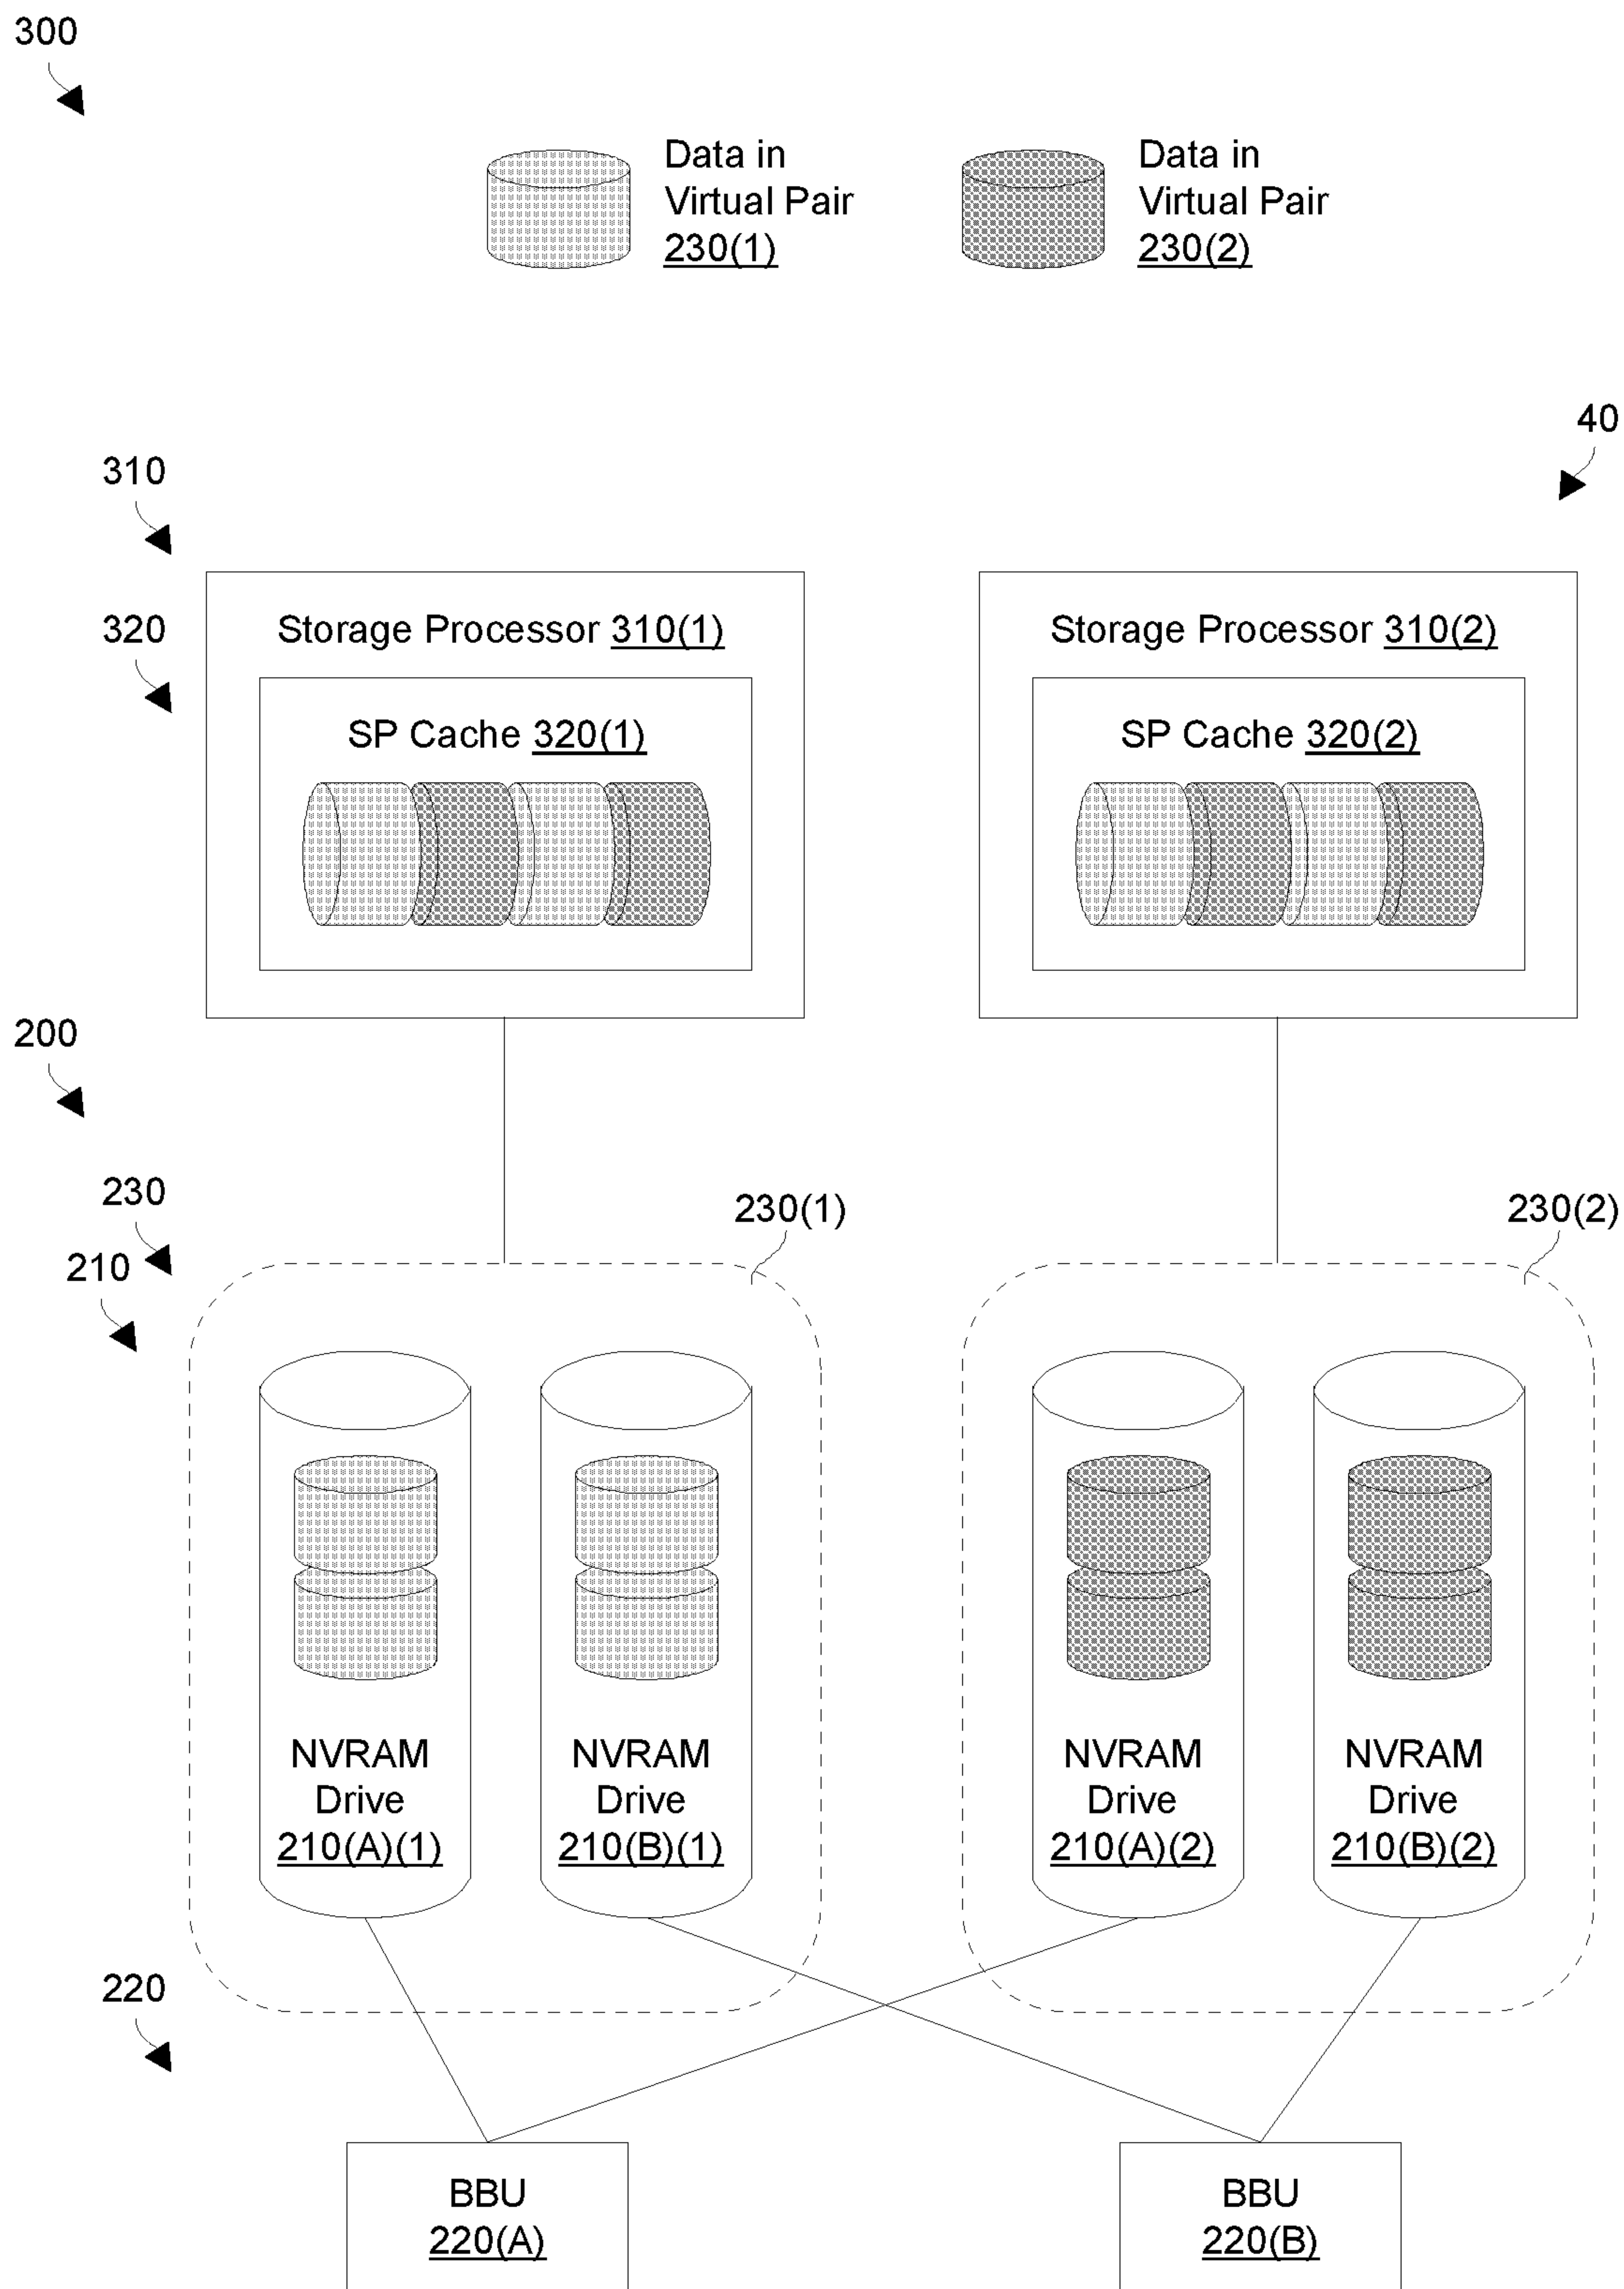 300
Data in
Virtual Pair
230(1)
Data in
Virtual Pair
230(2)
40
310
320
Storage Processor 310(1)
SP Cache 320(1)
Storage Processor 310(2)
SP Cache 320(2)
200
230
210
230(1)
230(2)
NVRAM
Drive
210(A)(1)
NVRAM
Drive
210(B)(1)
NVRAM
Drive
210(A)(2)
NVRAM
Drive
210(B)(2)
220
BBU
220(A)
BBU
220(B)